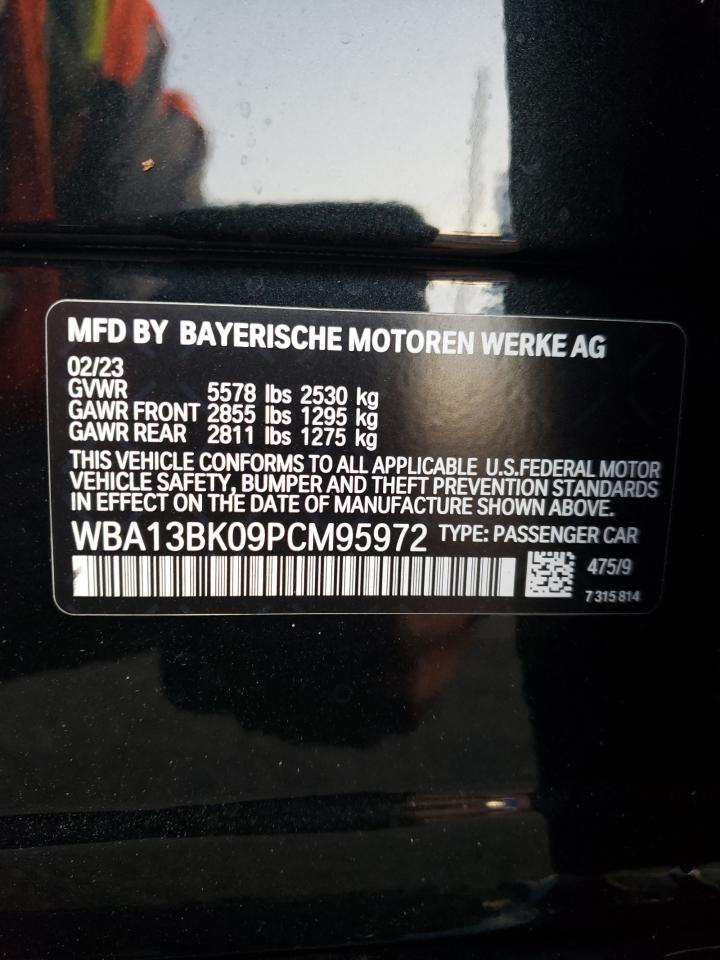 MFD BY BAYERISCHE MOTOREN WERKE AG
02/23
GVWR 5578 lbs 2530 kg
GAWR FRONT 2855 lbs 1295 kg
GAWR REAR 2811 lbs 1275 kg
THIS VEHICLE CONFORMS TO ALL APPLICABLE U.S.FEDERAL MOTOR
VEHICLE SAFETY, BUMPER AND THEFT PREVENTION STANDARDS
IN EFFECT ON THE DATE OF MANUFACTURE SHOWN ABOVE.
WBA13BK09PCM95972 TYPE: PASSENGER CAR
475/9
7 315 814